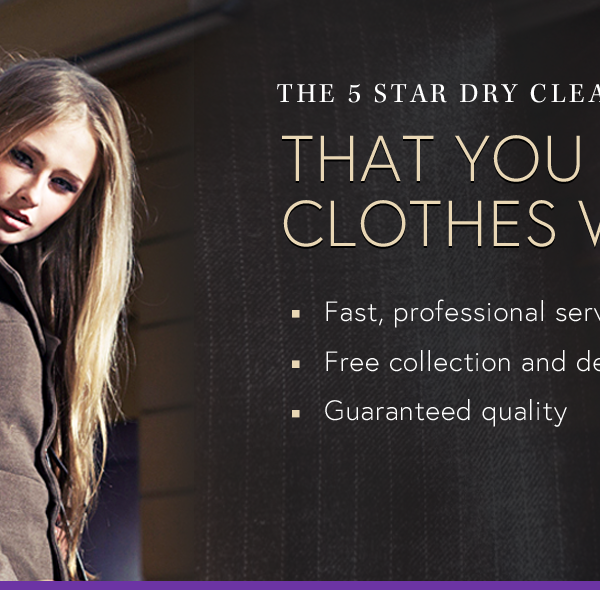 THE 5 STAR DRY CLEA
THAT YOU
CLOTHES
Fast, professional serv
Free collection and de
Guaranteed quality